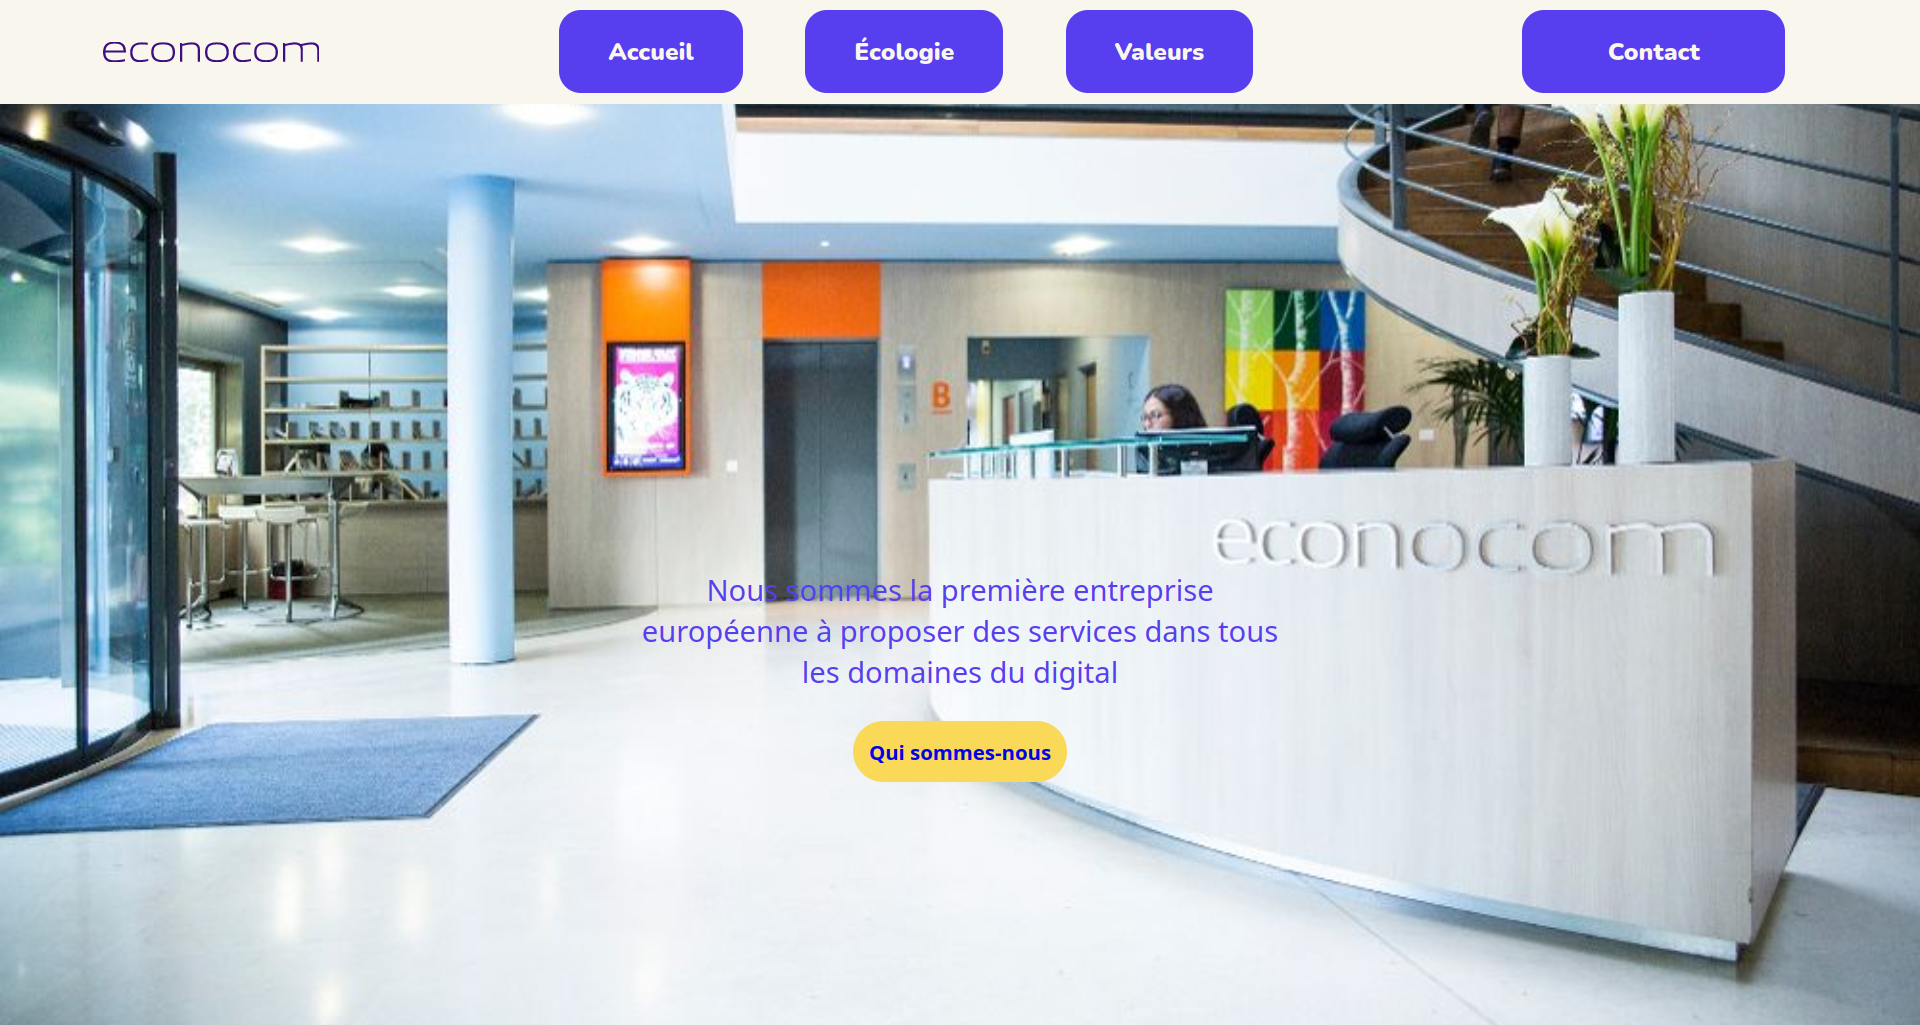 econocom
Accueil
Écologie
Valeurs
Contact
B
econocom
Nous sommes la première entreprise
européenne à proposer des services dans tous
les domaines du digital
Qui sommes-nous